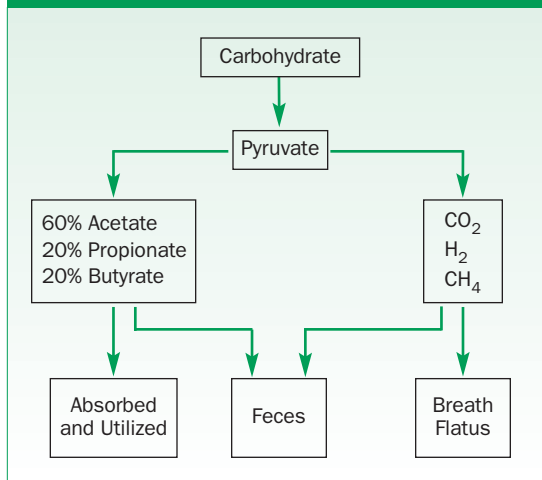 Carbohydrate
Pyruvate
60% Acetate
20% Propionate
20% Butyrate
CO₂
H₂
CH₄
Absorbed
and Utilized
Feces
Breath
Flatus